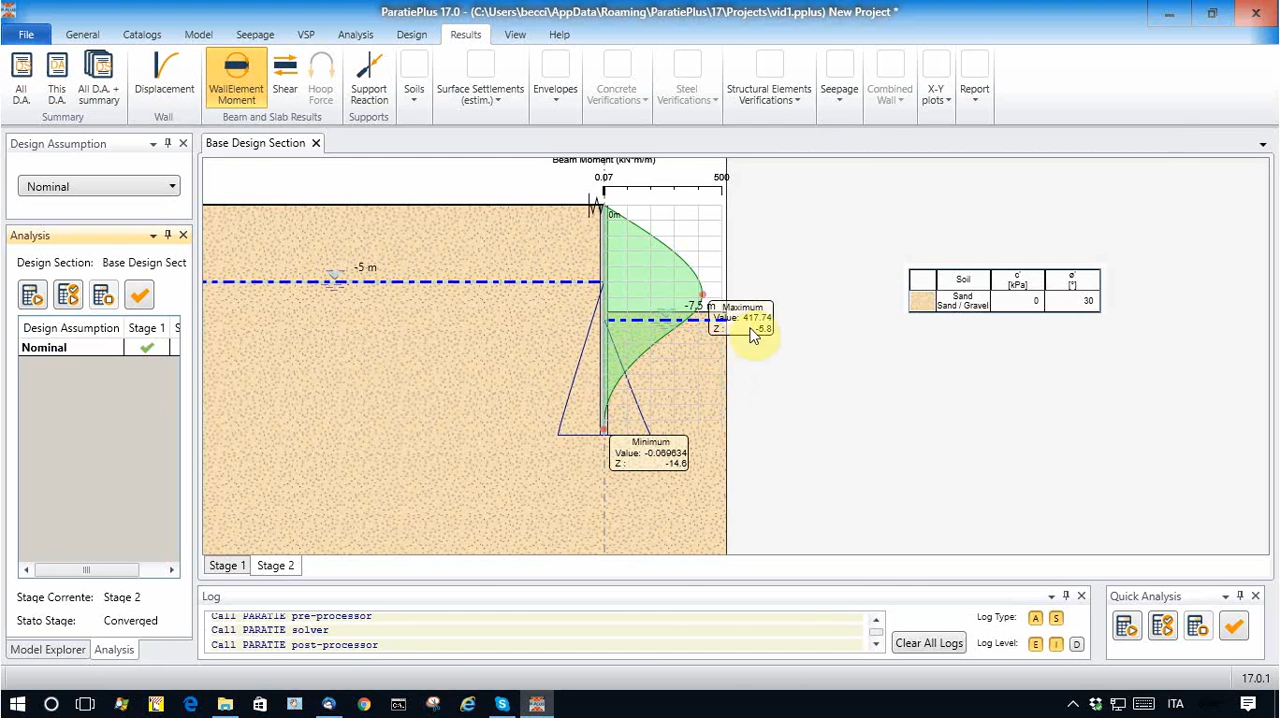 ParatiePlus 17.0 - (C:\Users\becci\AppData\Roaming\ParatiePlus\17\Projects\vid1.pplus) New Project *
File General Catalogs Model Seepage VSP Analysis Design Results View Help
All D.A.
This D.A.
All D.A. + summary
Displacement
WallElement Moment
Shear
Hoop Force
Support Reaction
Soils
Surface Settlements (estim.)
Envelopes
Concrete Verifications
Steel Verifications
Structural Elements Verifications
Seepage
Combined Wall
X-Y plots
Report
Summary
Wall
Beam and Slab Results
Supports
Design Assumption
Base Design Section
Nominal
Beam Moment (kN*m/m)
0.07 500
0m
Analysis
Design Section: Base Design Sect
-5 m
Soil c' [kPa] ø' [°]
Sand
Sand / Gravel 0 30
-7,5 m
Maximum
Value: 417.74
Z : -5.8
Design Assumption Stage 1 S
Nominal
Minimum
Value: -0.069634
Z : -14.6
Stage 1 Stage 2
Stage Corrente: Stage 2
Stato Stage: Converged
Log
Call PARATIE pre-processor
Call PARATIE solver
Call PARATIE post-processor
Clear All Logs
Log Type: A S
Log Level: E I D
Quick Analysis
Model Explorer Analysis
17.0.1
ITA